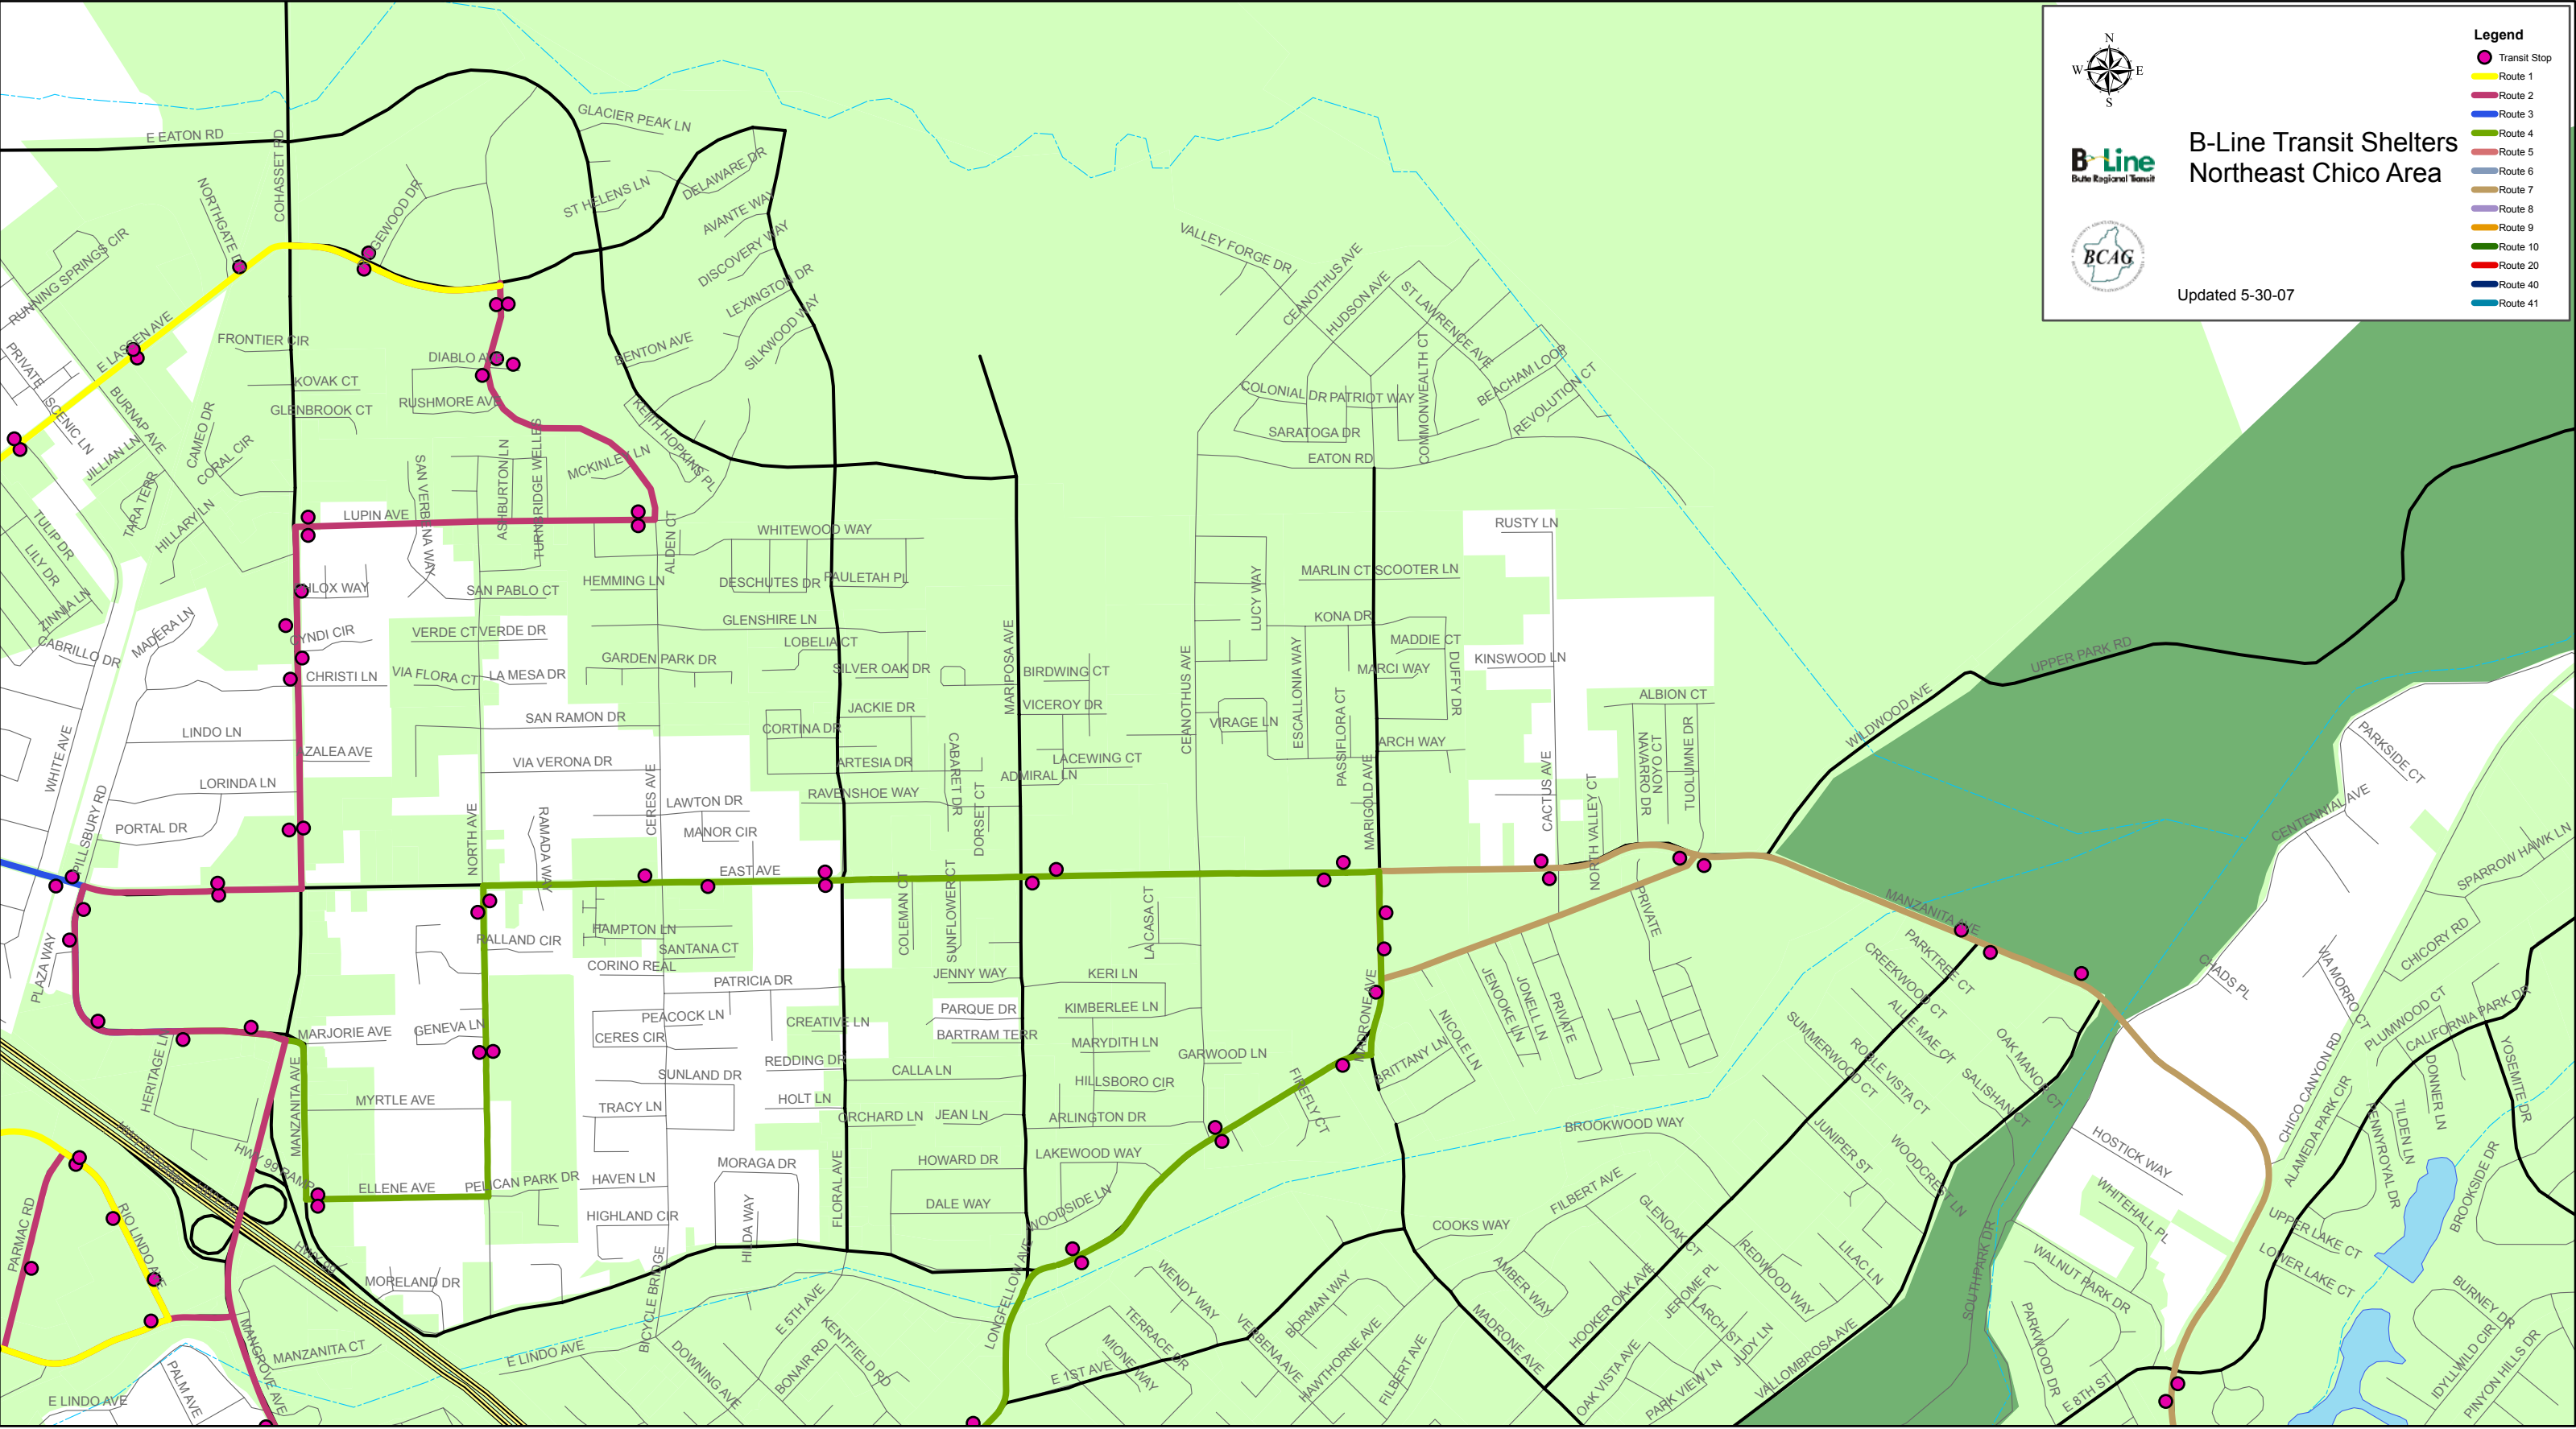 Legend
Transit Stop
Route 1
Route 2
Route 3
Route 4
Route 5
Route 6
Route 7
Route 8
Route 9
Route 10
Route 20
Route 40
Route 41
N
W E
S
B-Line Transit Shelters
Northeast Chico Area
B-Line
Butte Regional Transit
BCAG
Updated 5-30-07
GLACIER PEAK LN
E EATON RD
COHASSET RD
DELAWARE DR
ST HELENS LN
AVANTE WAY
NORTHGATE
DISCOVERY WAY
RUNNING SPRINGS CIR
LEXINGTON DR
SILKWOOD WAY
VALLEY FORGE DR
CEANOTHUS AVE
HUDSON AVE
ST LAWRENCE AVE
E LASSEN AVE
FRONTIER CIR
DIABLO
BENTON AVE
PRIVATE
KOVAK CT
RUSHMORE AVE
GLENBROOK CT
BURNAP AVE
SCENIC LN
CAMEO DR
CORAL CIR
JILLIAN LN
TARA TERR
HILLARY LN
KEITH HOPKINS PL
MCKINLEY LN
ASHBURTON LN
TURNBRIDGE WELLES
SAN VERBENA WAY
COLONIAL DR
PATRIOT WAY
COMMONWEALTH CT
BEACHAM LOOP
REVOLUTION CT
SARATOGA DR
EATON RD
LUPIN AVE
ALDEN CT
WHITEWOOD WAY
RUSTY LN
TULIP DR
LILY DR
ZINNIA LN
HEMMING LN
DESCHUTES DR
PAULETAH PL
SAN PABLO CT
LUCY WAY
MARLIN CT
SCOOTER LN
CABRILLO DR
MADERA LN
CYNDI CIR
VERDE CT
VERDE DR
GLENSHIRE LN
LOBELIA CT
KONA DR
MADDIE CT
CHRISTI LN
VIA FLORA CT
LA MESA DR
GARDEN PARK DR
SILVER OAK DR
MARIPOSA AVE
BIRDWING CT
CEANOTHUS AVE
ESCALLONIA WAY
MARCI WAY
DUFFY DR
KINSWOOD LN
UPPER PARK RD
WHITE AVE
LINDO LN
SAN RAMON DR
CORTINA DR
JACKIE DR
VICEROY DR
VIRAGE LN
PASSIFLORA CT
ALBION CT
WILDWOOD AVE
AZALEA AVE
VIA VERONA DR
ARTESIA DR
CABARET DR
LACEWING CT
ARCH WAY
NAVARRO DR
OYON CT
TUOLUMNE DR
PARKSIDE CT
LORINDA LN
ADMIRAL LN
RAVENSHOE WAY
DORSET CT
MARIGOLD AVE
CACTUS AVE
NORTH VALLEY CT
CENTENNIAL AVE
PILLSBURY RD
PORTAL DR
NORTH AVE
RAMADA WAY
CERES AVE
LAWTON DR
MANOR CIR
SPARROW HAWK LN
EAST AVE
COLEMAN CT
SUNFLOWER CT
LA CASA CT
PRIVATE
MANZANITA AVE
PLAZA WAY
HAMPTON LN
SANTANA CT
CORINO REAL
PATRICIA DR
JENNY WAY
KERI LN
PARKTREE CT
CREEKWOOD CT
CHADS PL
VIA MORRO CT
CHICORY RD
PEACOCK LN
CERES CIR
CREATIVE LN
PARQUE DR
KIMBERLEE LN
MADRONE AVE
JENOOKE LN
JONELL LN
PRIVATE
ALLIE MAE CT
SUMMERWOOD CT
MARJORIE AVE
GENEVA LN
BARTRAM TERR
MARYDITH LN
GARWOOD LN
NICOLE LN
BRITTANY LN
ROBLE VISTA CT
OAK MANOR CT
PLUMWOOD CT
CALIFORNIA PARK DR
HERITAGE LN
REDDING DR
SUNLAND DR
CALLA LN
HILLSBORO CIR
FIREFLY CT
SALISHAN CT
CHICO CANYON RD
DONNER LN
YOSEMITE DR
MANZANITA AVE
MYRTLE AVE
TRACY LN
HOLT LN
ORCHARD LN
JEAN LN
ARLINGTON DR
BROOKWOOD WAY
JUNIPER ST
WOODCREST LN
HOSTICK WAY
ALAMEDA PARK CIR
PENNYROYAL DR
TILDEN LN
HWY 99 RAMP
ELLENE AVE
PELICAN PARK DR
HAVEN LN
MORAGA DR
FLORAL AVE
HOWARD DR
LAKEWOOD WAY
WHITEHALL PL
BROOKSIDE DR
PARMAC RD
RIO LINDO AVE
HIGHLAND CIR
HILDA WAY
DALE WAY
WOODSIDE LN
COOKS WAY
FILBERT AVE
GLENOAK CT
REDWOOD WAY
LILAC LN
SOUTHPARK DR
WALNUT PARK DR
UPPER LAKE CT
LOWER LAKE CT
HWY 99
MORELAND DR
BICYCLE BRIDGE
E 5TH AVE
LONGFELLOW AVE
WENDY WAY
TERRACE DR
MIONE WAY
VERBENA AVE
BORMAN WAY
AMBER WAY
MADRONE AVE
HOOKER OAK AVE
JEROME PL
LARCH ST
JUDY LN
BURNEY DR
MANGROVE AVE
MANZANITA CT
E LINDO AVE
DOWNING AVE
BONAIR RD
KENTFIELD RD
E 1ST AVE
HAWTHORNE AVE
FILBERT AVE
OAK VISTA AVE
PARK VIEW LN
VALLOMBROSA AVE
PARKWOOD DR
E 8TH ST
IDYLLWILD CIR
PINYON HILLS DR
E LINDO AVE
PALM AVE